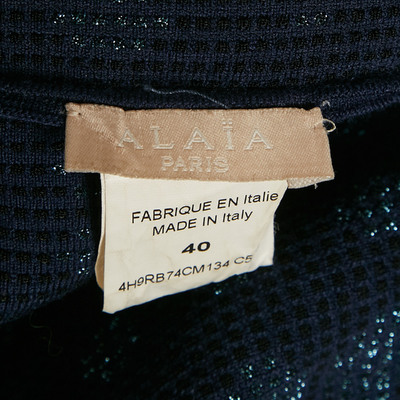 ALAÏA
PARIS
FABRIQUE EN Italie
MADE IN Italy
40
4H9RB74CM134 C5